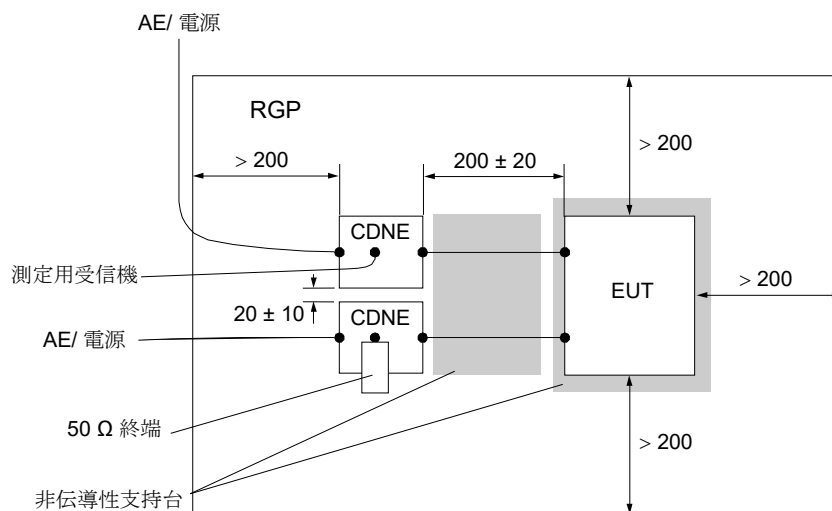 AE/ 電源
RGP
> 200
> 200
200 ± 20
CDNE
測定用受信機
> 200
EUT
20 ± 10
CDNE
AE/ 電源
50 Ω 終端
> 200
非伝導性支持台